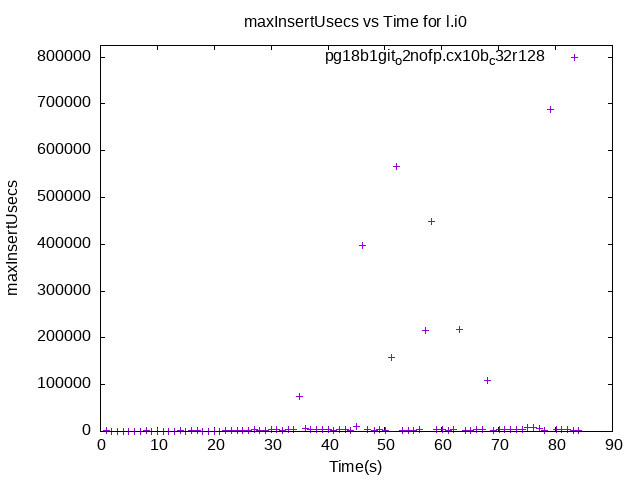 maxInsertUsecs vs Time for l.i0
pg18b1git_o2nofp.cx10b_c32r128
800000
700000
600000
500000
400000
300000
200000
100000
0
maxInsertUsecs
0 10 20 30 40 50 60 70 80 90
Time(s)